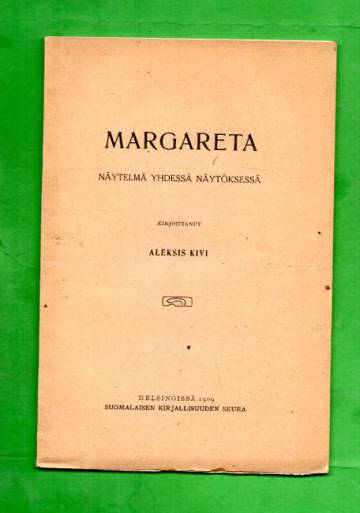 MARGARETA
NÄYTELMÄ YHDESSÄ NÄYTÖKSESSÄ
KIRJOITTANUT
ALEKSIS KIVI
HELSINGISSÄ 1909
SUOMALAISEN KIRJALLISUUDEN SEURA